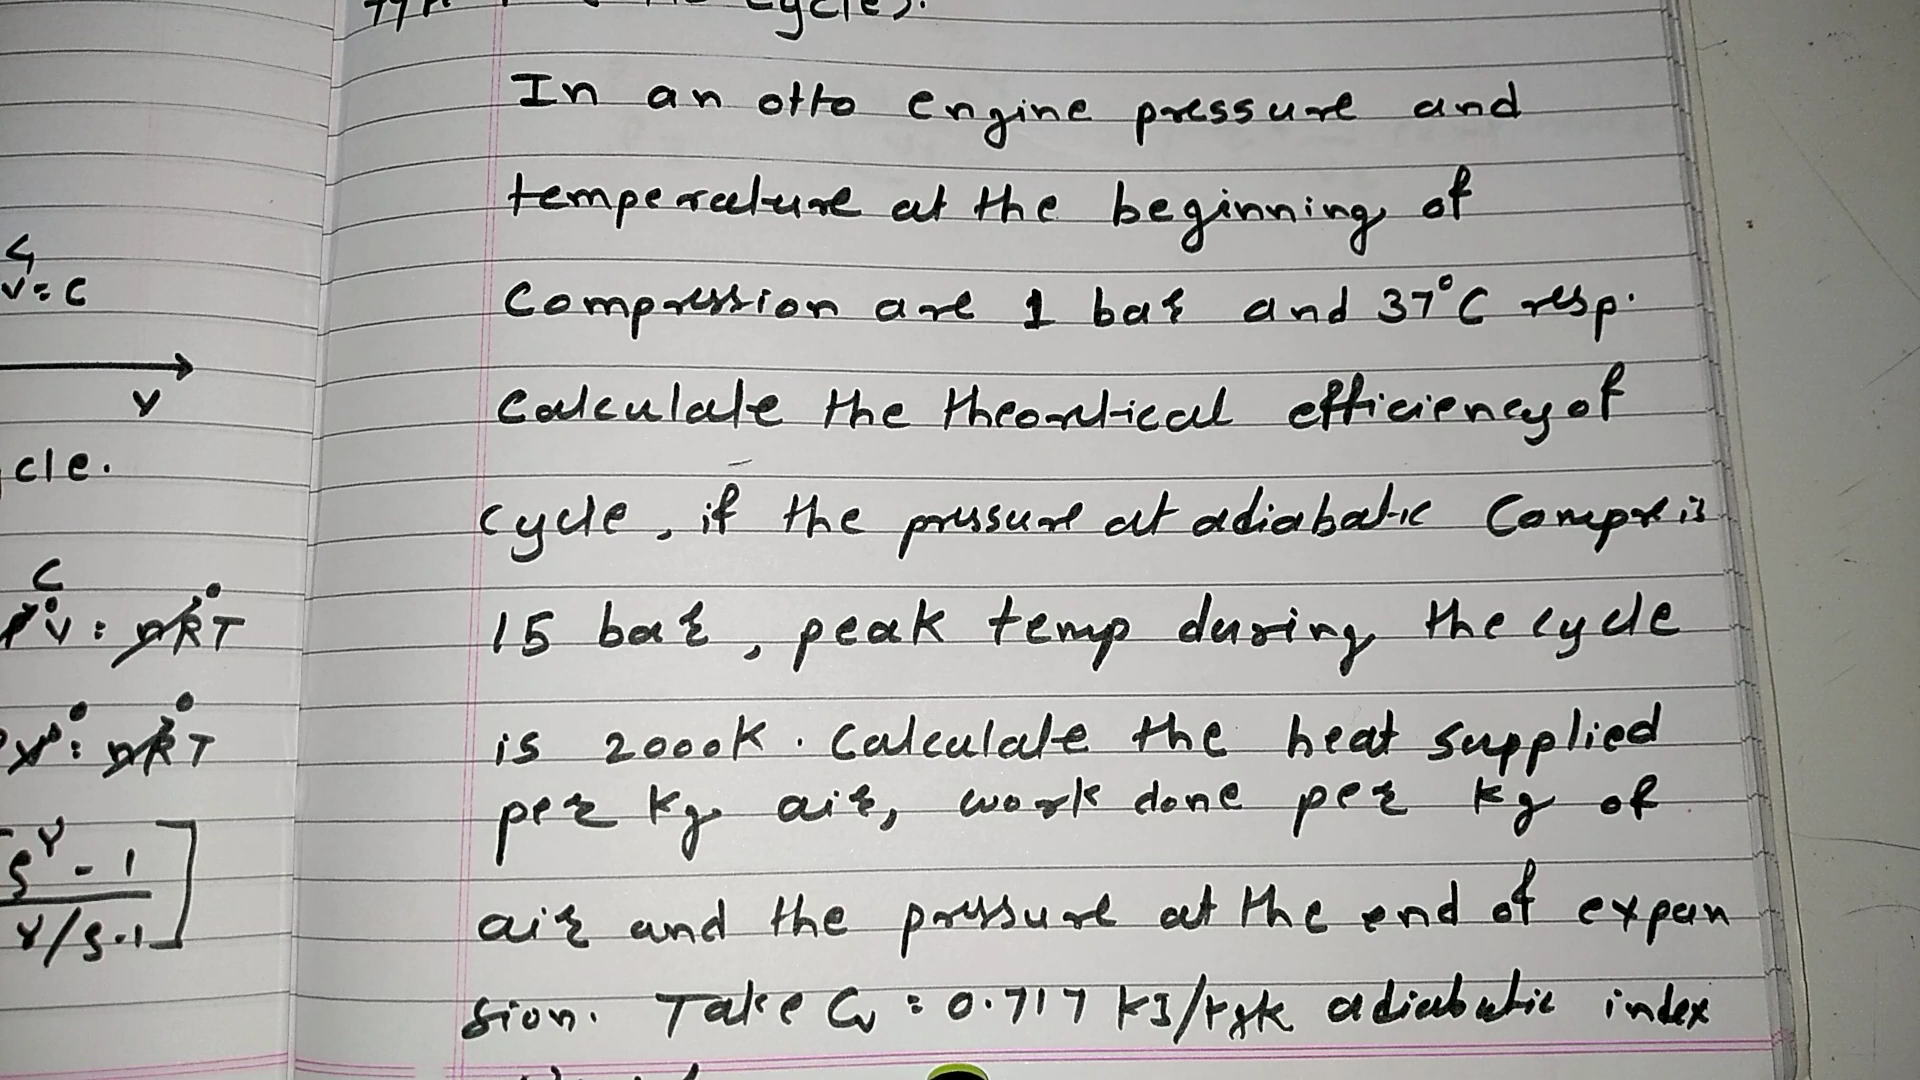 cycles).
In an otto engine pressure and
temperature at the beginning of
v=c
Compression are 1 bar and 37°C resp.
v
Calculate the theoretical efficiency of
cle.
cycle, if the pressure at adiabatic Compr is
15 bar, peak temp during the cycle
is 2000K. Calculate the heat supplied
per kg air, work done per kg of
air and the pressure at the end of expan
sion. Take Cv = 0.717 kJ/kgk adiabatic index